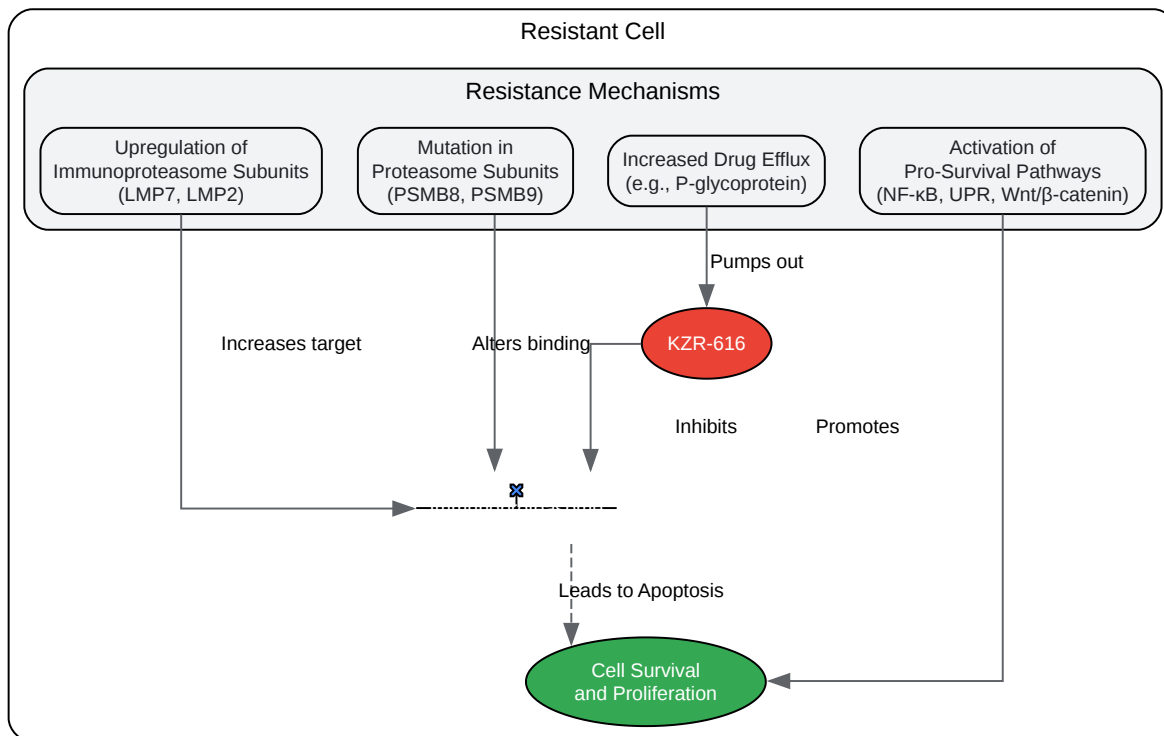 Resistant Cell
Resistance Mechanisms
Upregulation of
Immunoproteasome Subunits
(LMP7, LMP2)
Mutation in
Proteasome Subunits
(PSMB8, PSMB9)
Increased Drug Efflux
(e.g., P-glycoprotein)
Activation of
Pro-Survival Pathways
(NF-κB, UPR, Wnt/β-catenin)
Pumps out
Increases target
Alters binding
KZR-616
Inhibits
Promotes
Leads to Apoptosis
Cell Survival
and Proliferation